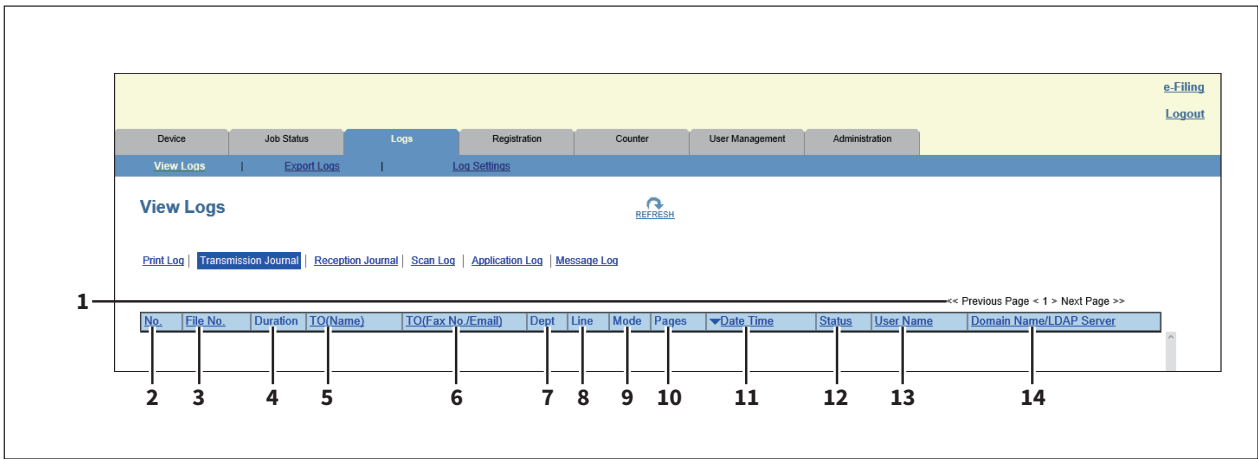 e-Filing
Logout
Device Job Status Logs Registration Counter User Management Administration
View Logs | Export Logs | Log Settings
View Logs
REFRESH
Print Log | Transmission Journal | Reception Journal | Scan Log | Application Log | Message Log
1
<< Previous Page < 1 > Next Page >>
No. File No. Duration TO(Name) TO(Fax No./Email) Dept Line Mode Pages Date Time Status User Name Domain Name/LDAP Server
2 3 4 5 6 7 8 9 10 11 12 13 14